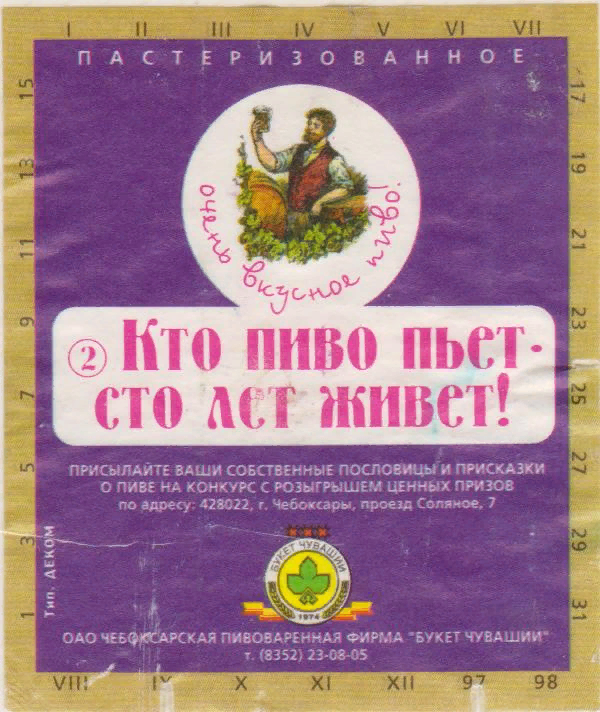 I II III IV V VI VII
ПАСТЕРИЗОВАННОЕ
15
13
11
9
7
5
3
1
17
19
21
23
25
27
29
31
очень вкусное пиво!
2 Кто пиво пьет-
сто лет живет!
ПРИСЫЛАЙТЕ ВАШИ СОБСТВЕННЫЕ ПОСЛОВИЦЫ И ПРИСКАЗКИ
О ПИВЕ НА КОНКУРС С РОЗЫГРЫШЕМ ЦЕННЫХ ПРИЗОВ
по адресу: 428022, г. Чебоксары, проезд Соляное, 7
Тип. ДЕКОМ
БУКЕТ ЧУВАШИИ
1974
ОАО ЧЕБОКСАРСКАЯ ПИВОВАРЕННАЯ ФИРМА "БУКЕТ ЧУВАШИИ"
т. (8352) 23-08-05
VIII IX X XI XII 97 98